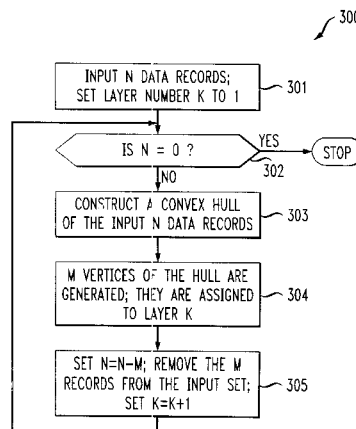 300
INPUT N DATA RECORDS;
SET LAYER NUMBER K TO 1
301
IS N = 0 ?
YES
STOP
302
NO
CONSTRUCT A CONVEX HULL
OF THE INPUT N DATA RECORDS
303
M VERTICES OF THE HULL ARE
GENERATED; THEY ARE ASSIGNED
TO LAYER K
304
SET N=N-M; REMOVE THE M
RECORDS FROM THE INPUT SET;
SET K=K+1
305